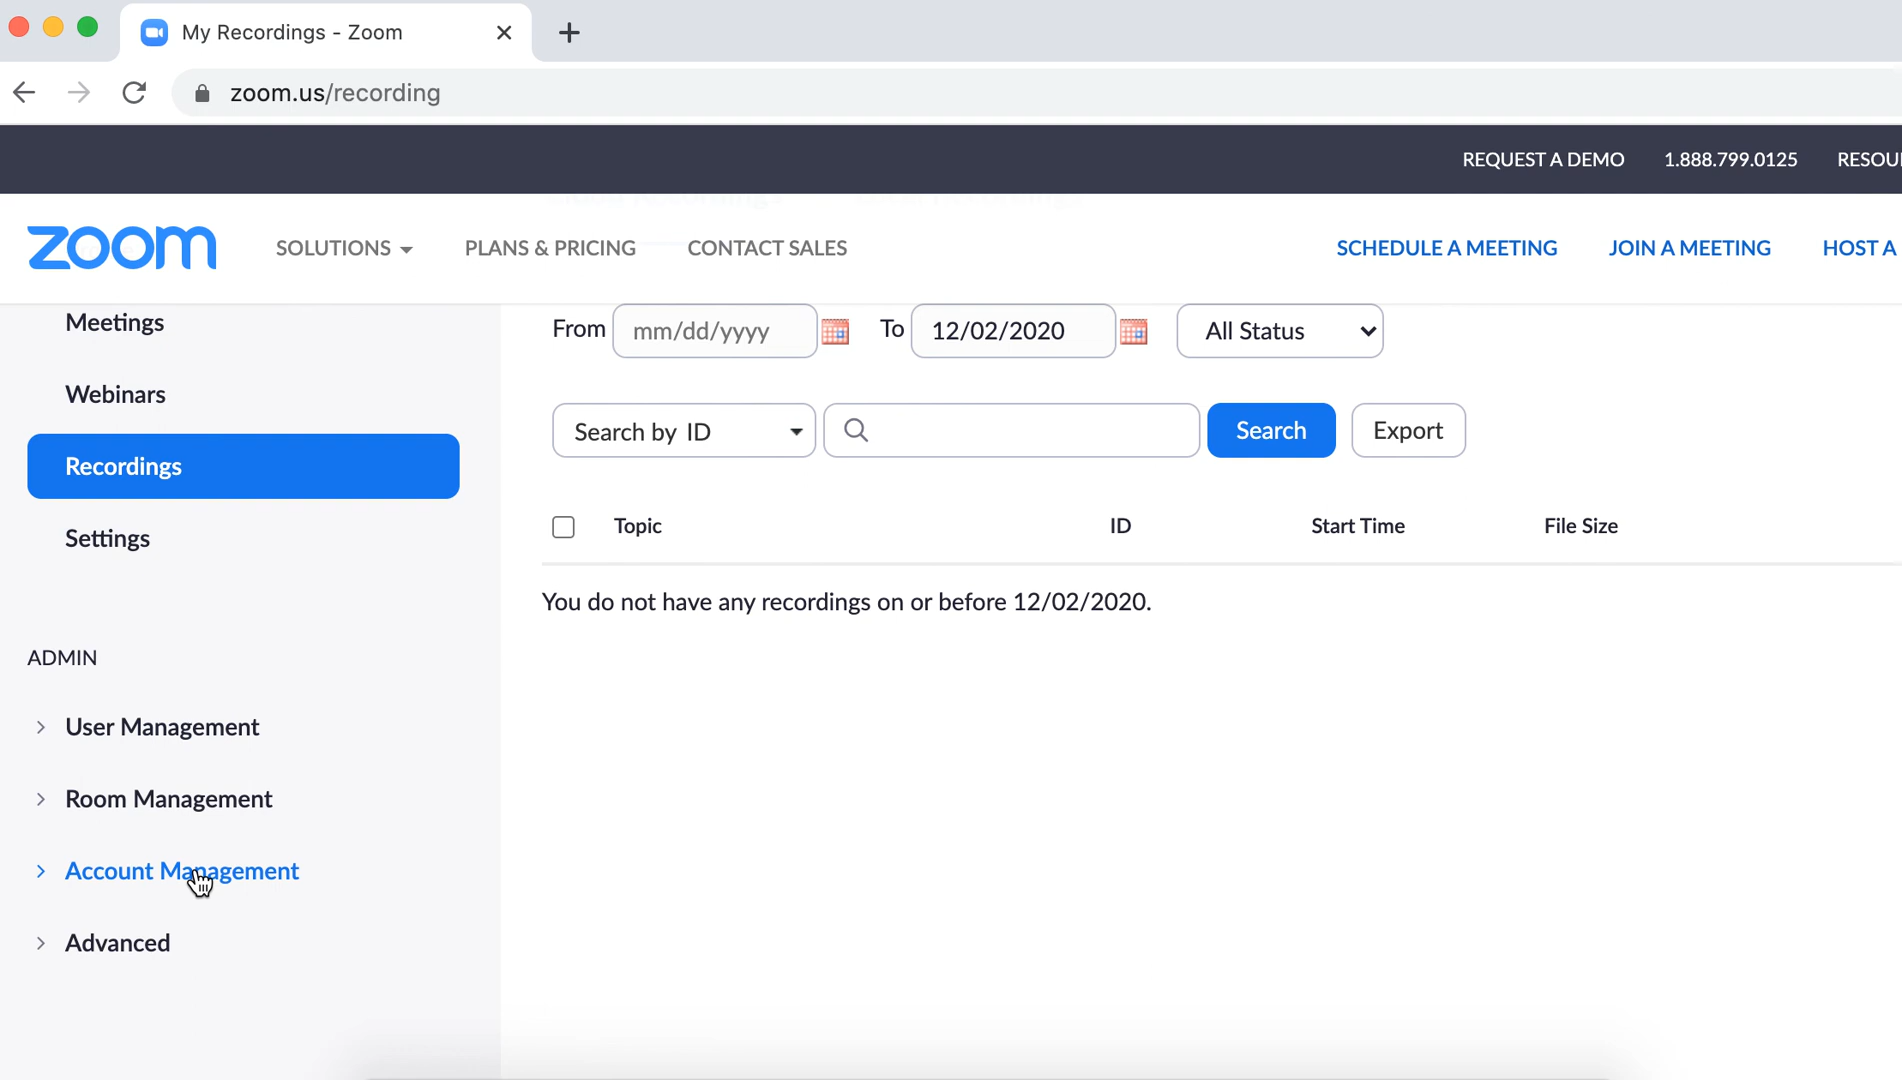 My Recordings - Zoom
zoom.us/recording
REQUEST A DEMO 1.888.799.0125 RESOU
zoom SOLUTIONS PLANS & PRICING CONTACT SALES SCHEDULE A MEETING JOIN A MEETING HOST A
Meetings
Webinars
Recordings
Settings
ADMIN
User Management
Room Management
Account Management
Advanced
From mm/dd/yyyy To 12/02/2020 All Status
Search by ID Search Export
Topic ID Start Time File Size
You do not have any recordings on or before 12/02/2020.